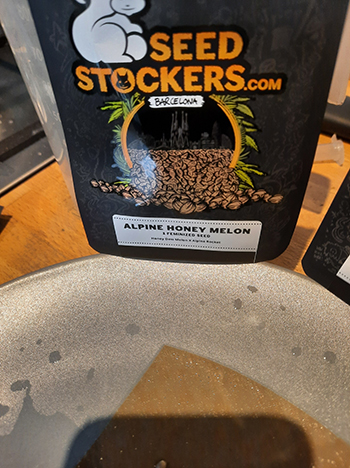 SEED
STOCKERS.COM
BARCELONA
ALPINE HONEY MELON
1 FEMINIZED SEED